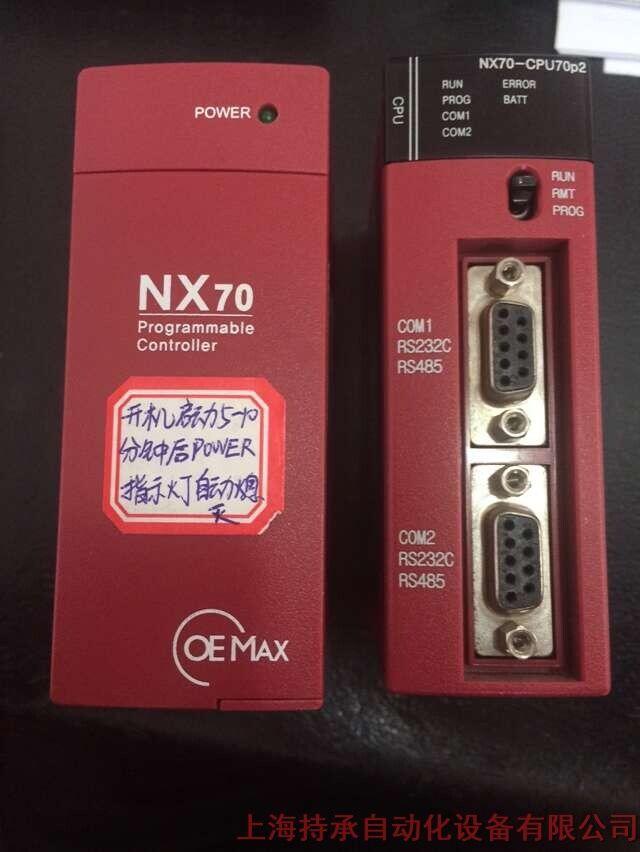 POWER
NX70
Programmable
Controller
开机启动5-10
分钟中后POWER
指示灯自动熄
灭
OEMAX
NX70-CPU70p2
CPU
RUN ERROR
PROG BATT
COM1
COM2
RUN
RMT
PROG
COM1
RS232C
RS485
COM2
RS232C
RS485
上海持承自动化设备有限公司